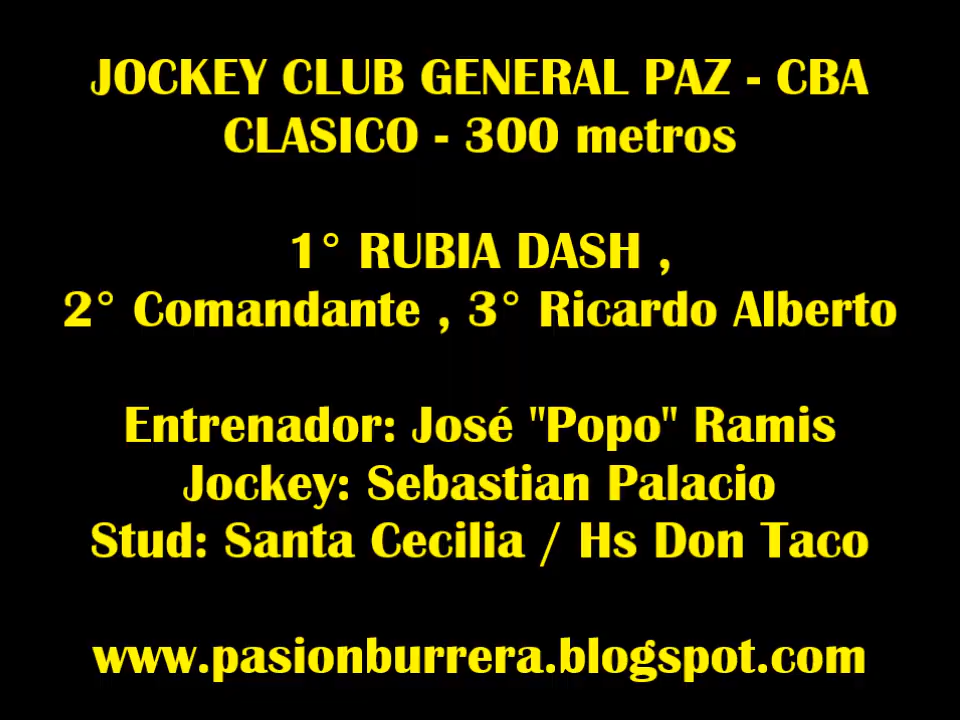 JOCKEY CLUB GENERAL PAZ - CBA
CLASICO - 300 metros
1° RUBIA DASH ,
2° Comandante , 3° Ricardo Alberto
Entrenador: José "Popo" Ramis
Jockey: Sebastian Palacio
Stud: Santa Cecilia / Hs Don Taco
www.pasionburrera.blogspot.com